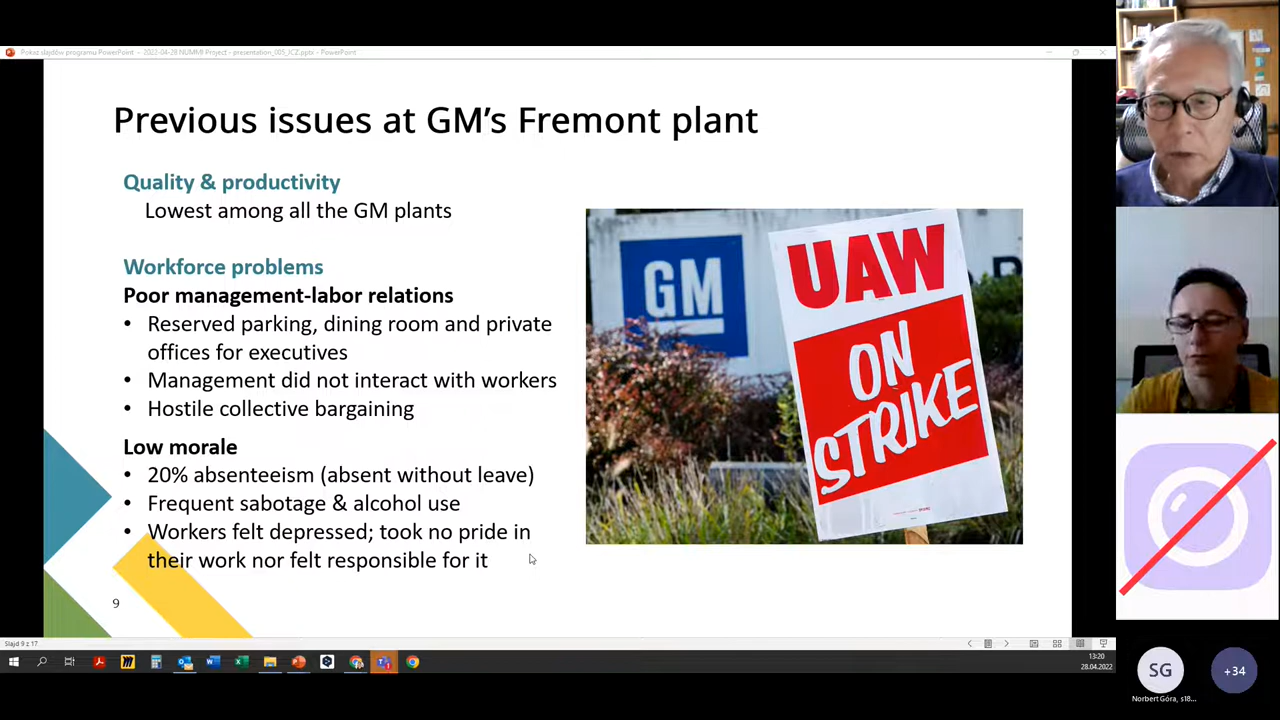 Pokaz slajdów programu PowerPoint - 2022-04-28 NUMMI Project - presentation_005_JCZ.pptx - PowerPoint
Previous issues at GM's Fremont plant
Quality & productivity
Lowest among all the GM plants
Workforce problems
Poor management-labor relations
• Reserved parking, dining room and private
offices for executives
• Management did not interact with workers
• Hostile collective bargaining
Low morale
• 20% absenteeism (absent without leave)
• Frequent sabotage & alcohol use
• Workers felt depressed; took no pride in
their work nor felt responsible for it
9
GM
UAW
ON
STRIKE
Slajd 9 z 17
13:20
28.04.2022
SG
+34
Norbert Góra, s18...